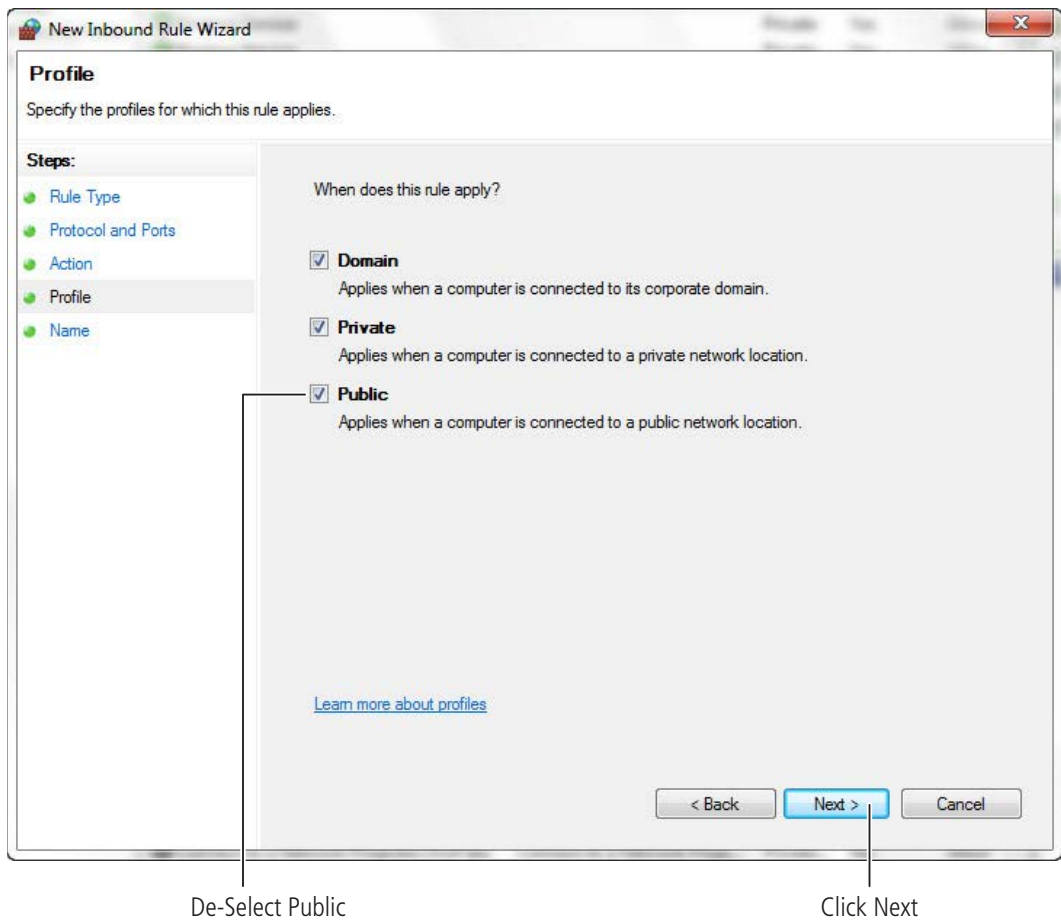 New Inbound Rule Wizard
Profile
Specify the profiles for which this rule applies.
Steps:
Rule Type
Protocol and Ports
Action
Profile
Name
When does this rule apply?
Domain
Applies when a computer is connected to its corporate domain.
Private
Applies when a computer is connected to a private network location.
Public
Applies when a computer is connected to a public network location.
Learn more about profiles
< Back
Next >
Cancel
De-Select Public
Click Next